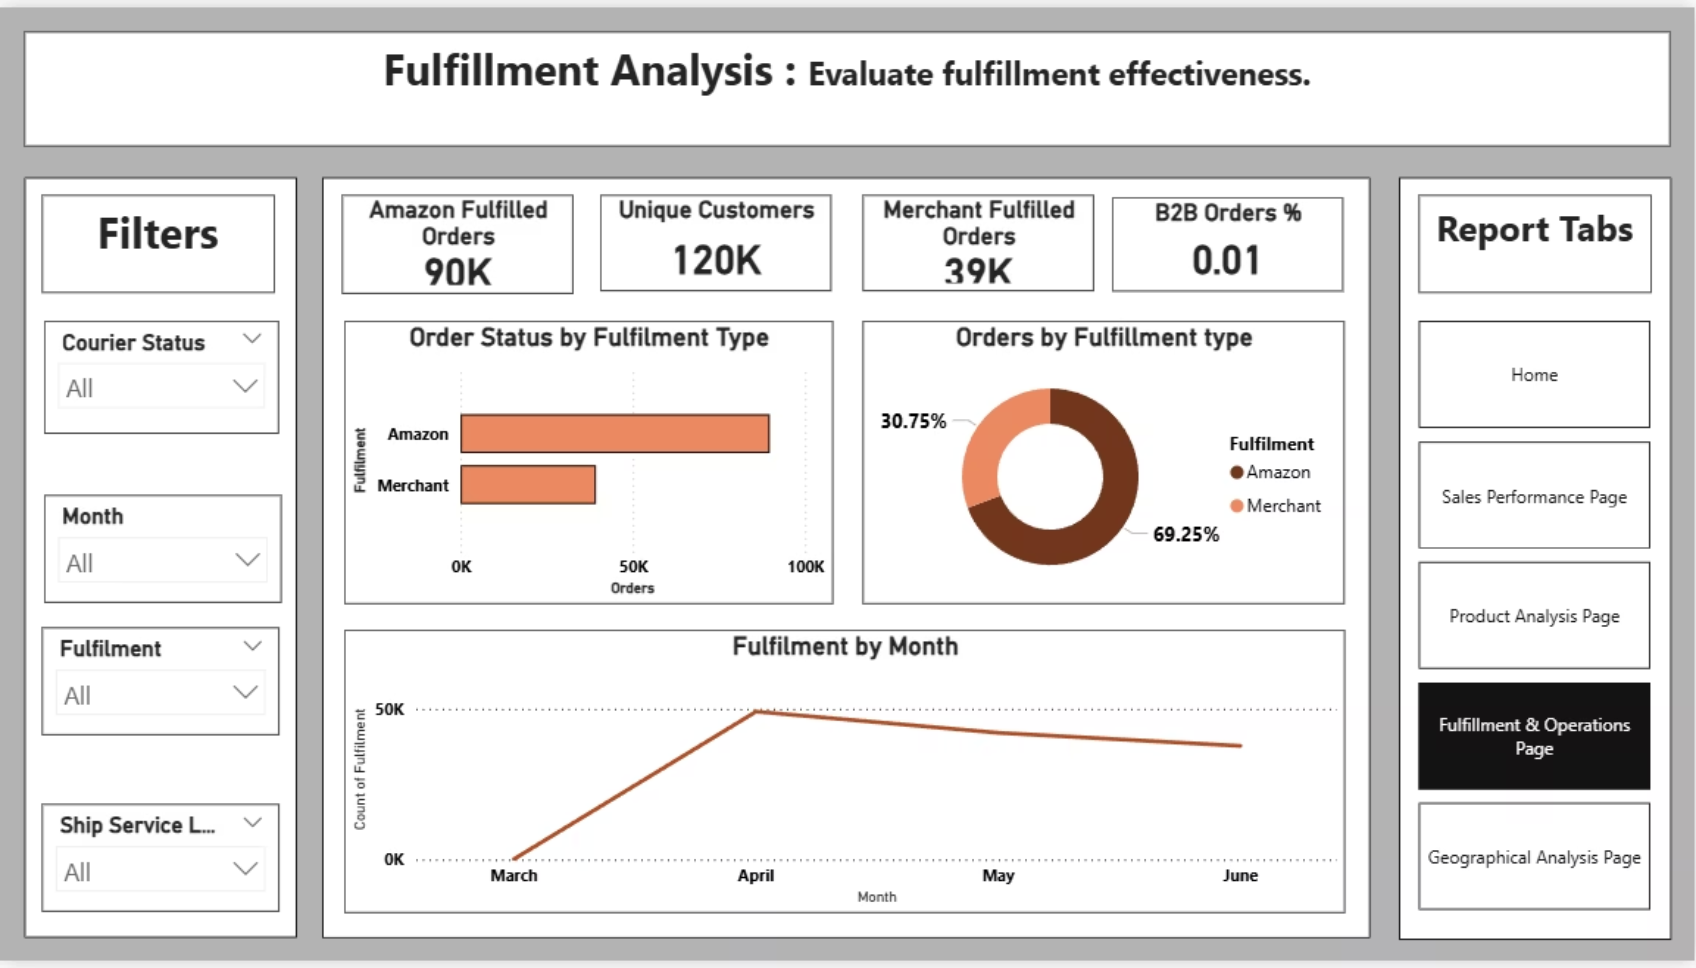 Fulfillment Analysis : Evaluate fulfillment effectiveness.
Filters
Courier Status
All
Month
All
Fulfilment
All
Ship Service L...
All
Amazon Fulfilled
Orders
90K
Unique Customers
120K
Merchant Fulfilled
Orders
39K
B2B Orders %
0.01
Order Status by Fulfilment Type
Fulfilment
Amazon
Merchant
0K 50K 100K
Orders
Orders by Fulfillment type
30.75%
69.25%
Fulfilment
Amazon
Merchant
Fulfilment by Month
Count of Fulfilment
50K
0K
March April May June
Month
Report Tabs
Home
Sales Performance Page
Product Analysis Page
Fulfillment & Operations
Page
Geographical Analysis Page